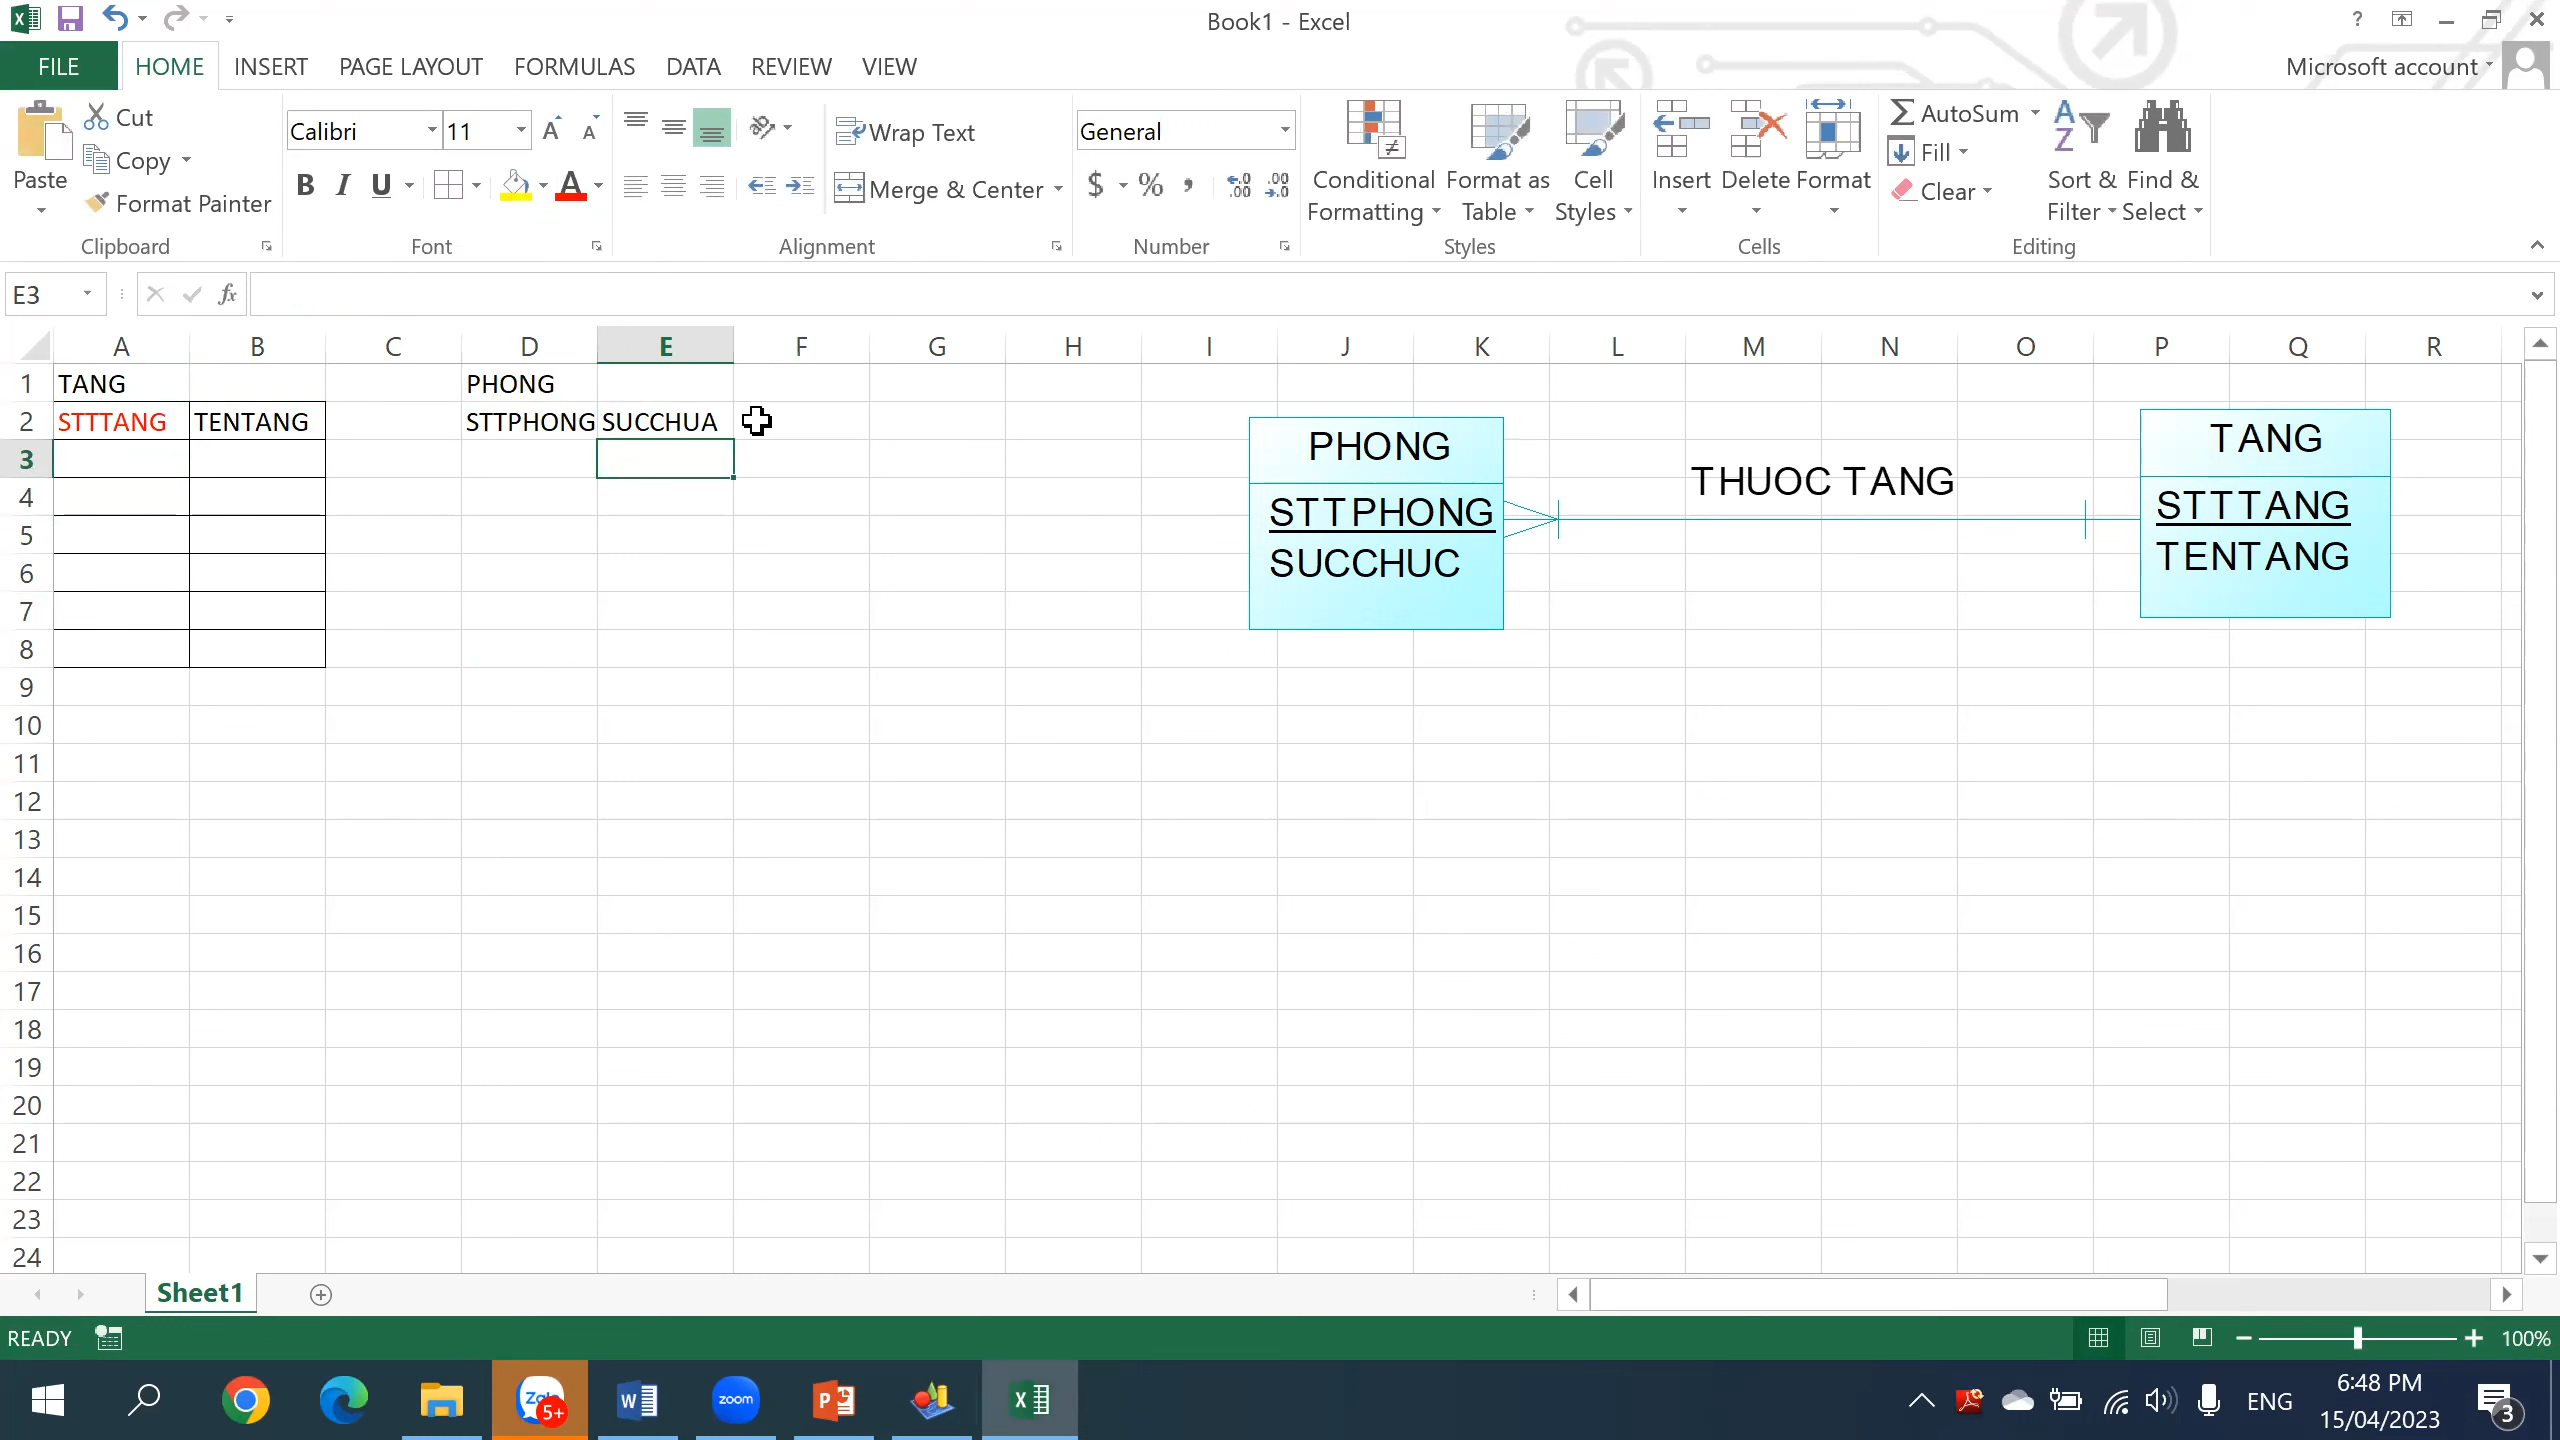 Book1 - Excel
?
FILE HOME INSERT PAGE LAYOUT FORMULAS DATA REVIEW VIEW Microsoft account
Paste
Cut
Copy
Format Painter
Clipboard
Calibri 11
B I U A
Font
Wrap Text
Merge & Center
Alignment
General
$ % ,
Number
Conditional Formatting
Format as Table
Cell Styles
Styles
Insert Delete Format
Cells
AutoSum
Fill
Clear
Sort & Filter
Find & Select
Editing
E3 fx
A B C D E F G H I J K L M N O P Q R
1 TANG PHONG
2 STTTANG TENTANG STTPHONG SUCCHUA
3
4
5
6
7
8
9
10
11
12
13
14
15
16
17
18
19
20
21
22
23
24
PHONG
STTPHONG
SUCCHUC
THUOC TANG
TANG
STTTANG
TENTANG
Sheet1
READY 100%
Zalo 5+ zoom
ENG
6:48 PM
15/04/2023
3